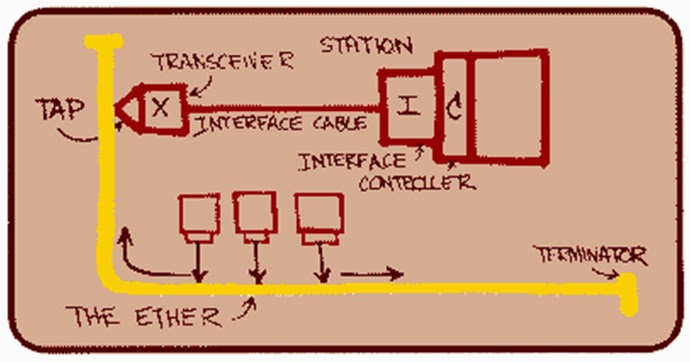 STATION
TRANSCEIVER
TAP
X
I
C
INTERFACE CABLE
INTERFACE
CONTROLLER
TERMINATOR
THE ETHER